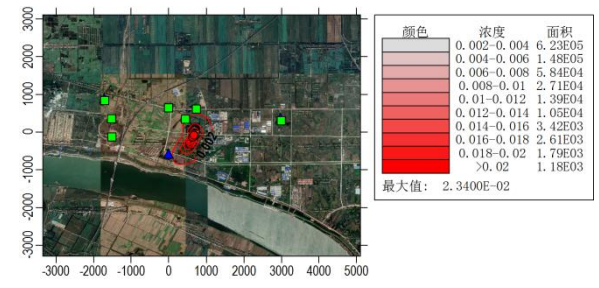 颜色 浓度 面积
0.002-0.004 6.23E05
0.004-0.006 1.48E05
0.006-0.008 5.84E04
0.008-0.01 2.71E04
0.01-0.012 1.39E04
0.012-0.014 1.05E04
0.014-0.016 3.42E03
0.016-0.018 2.61E03
0.018-0.02 1.79E03
>0.02 1.18E03
最大值: 2.3400E-02
3000
2000
1000
0
-1000
-2000
-3000
0.002
-3000 -2000 -1000 0 1000 2000 3000 4000 5000